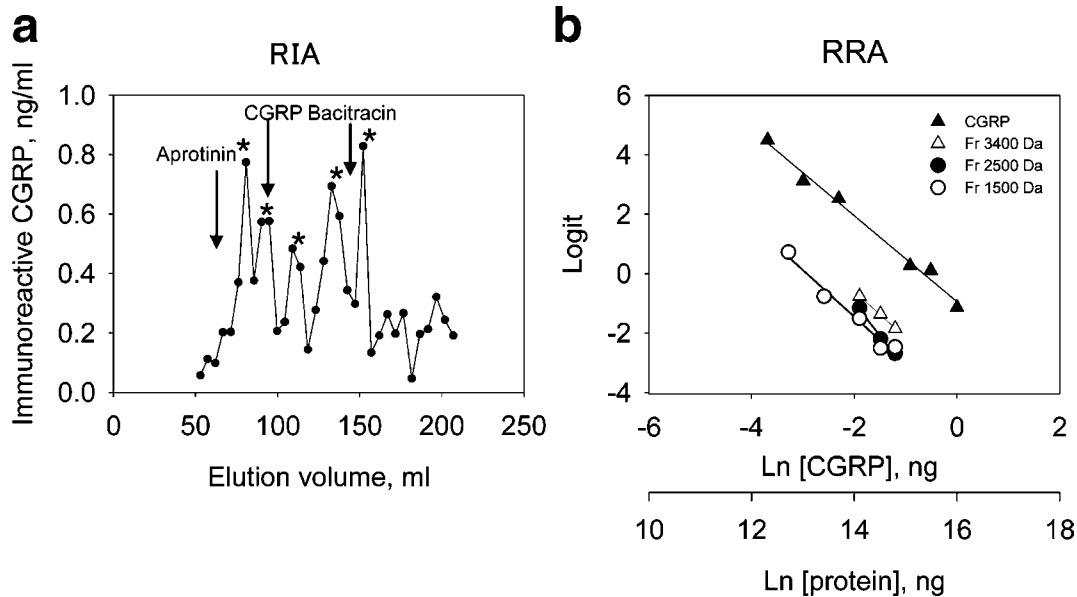 a
RIA
Immunoreactive CGRP, ng/ml
1.0
0.8
0.6
0.4
0.2
0.0
Aprotinin
CGRP Bacitracin
*
*
*
*
*
0 50 100 150 200 250
Elution volume, ml
b
RRA
Logit
6
4
2
0
-2
-4
CGRP
Fr 3400 Da
Fr 2500 Da
Fr 1500 Da
-6 -4 -2 0 2
Ln [CGRP], ng
10 12 14 16 18
Ln [protein], ng